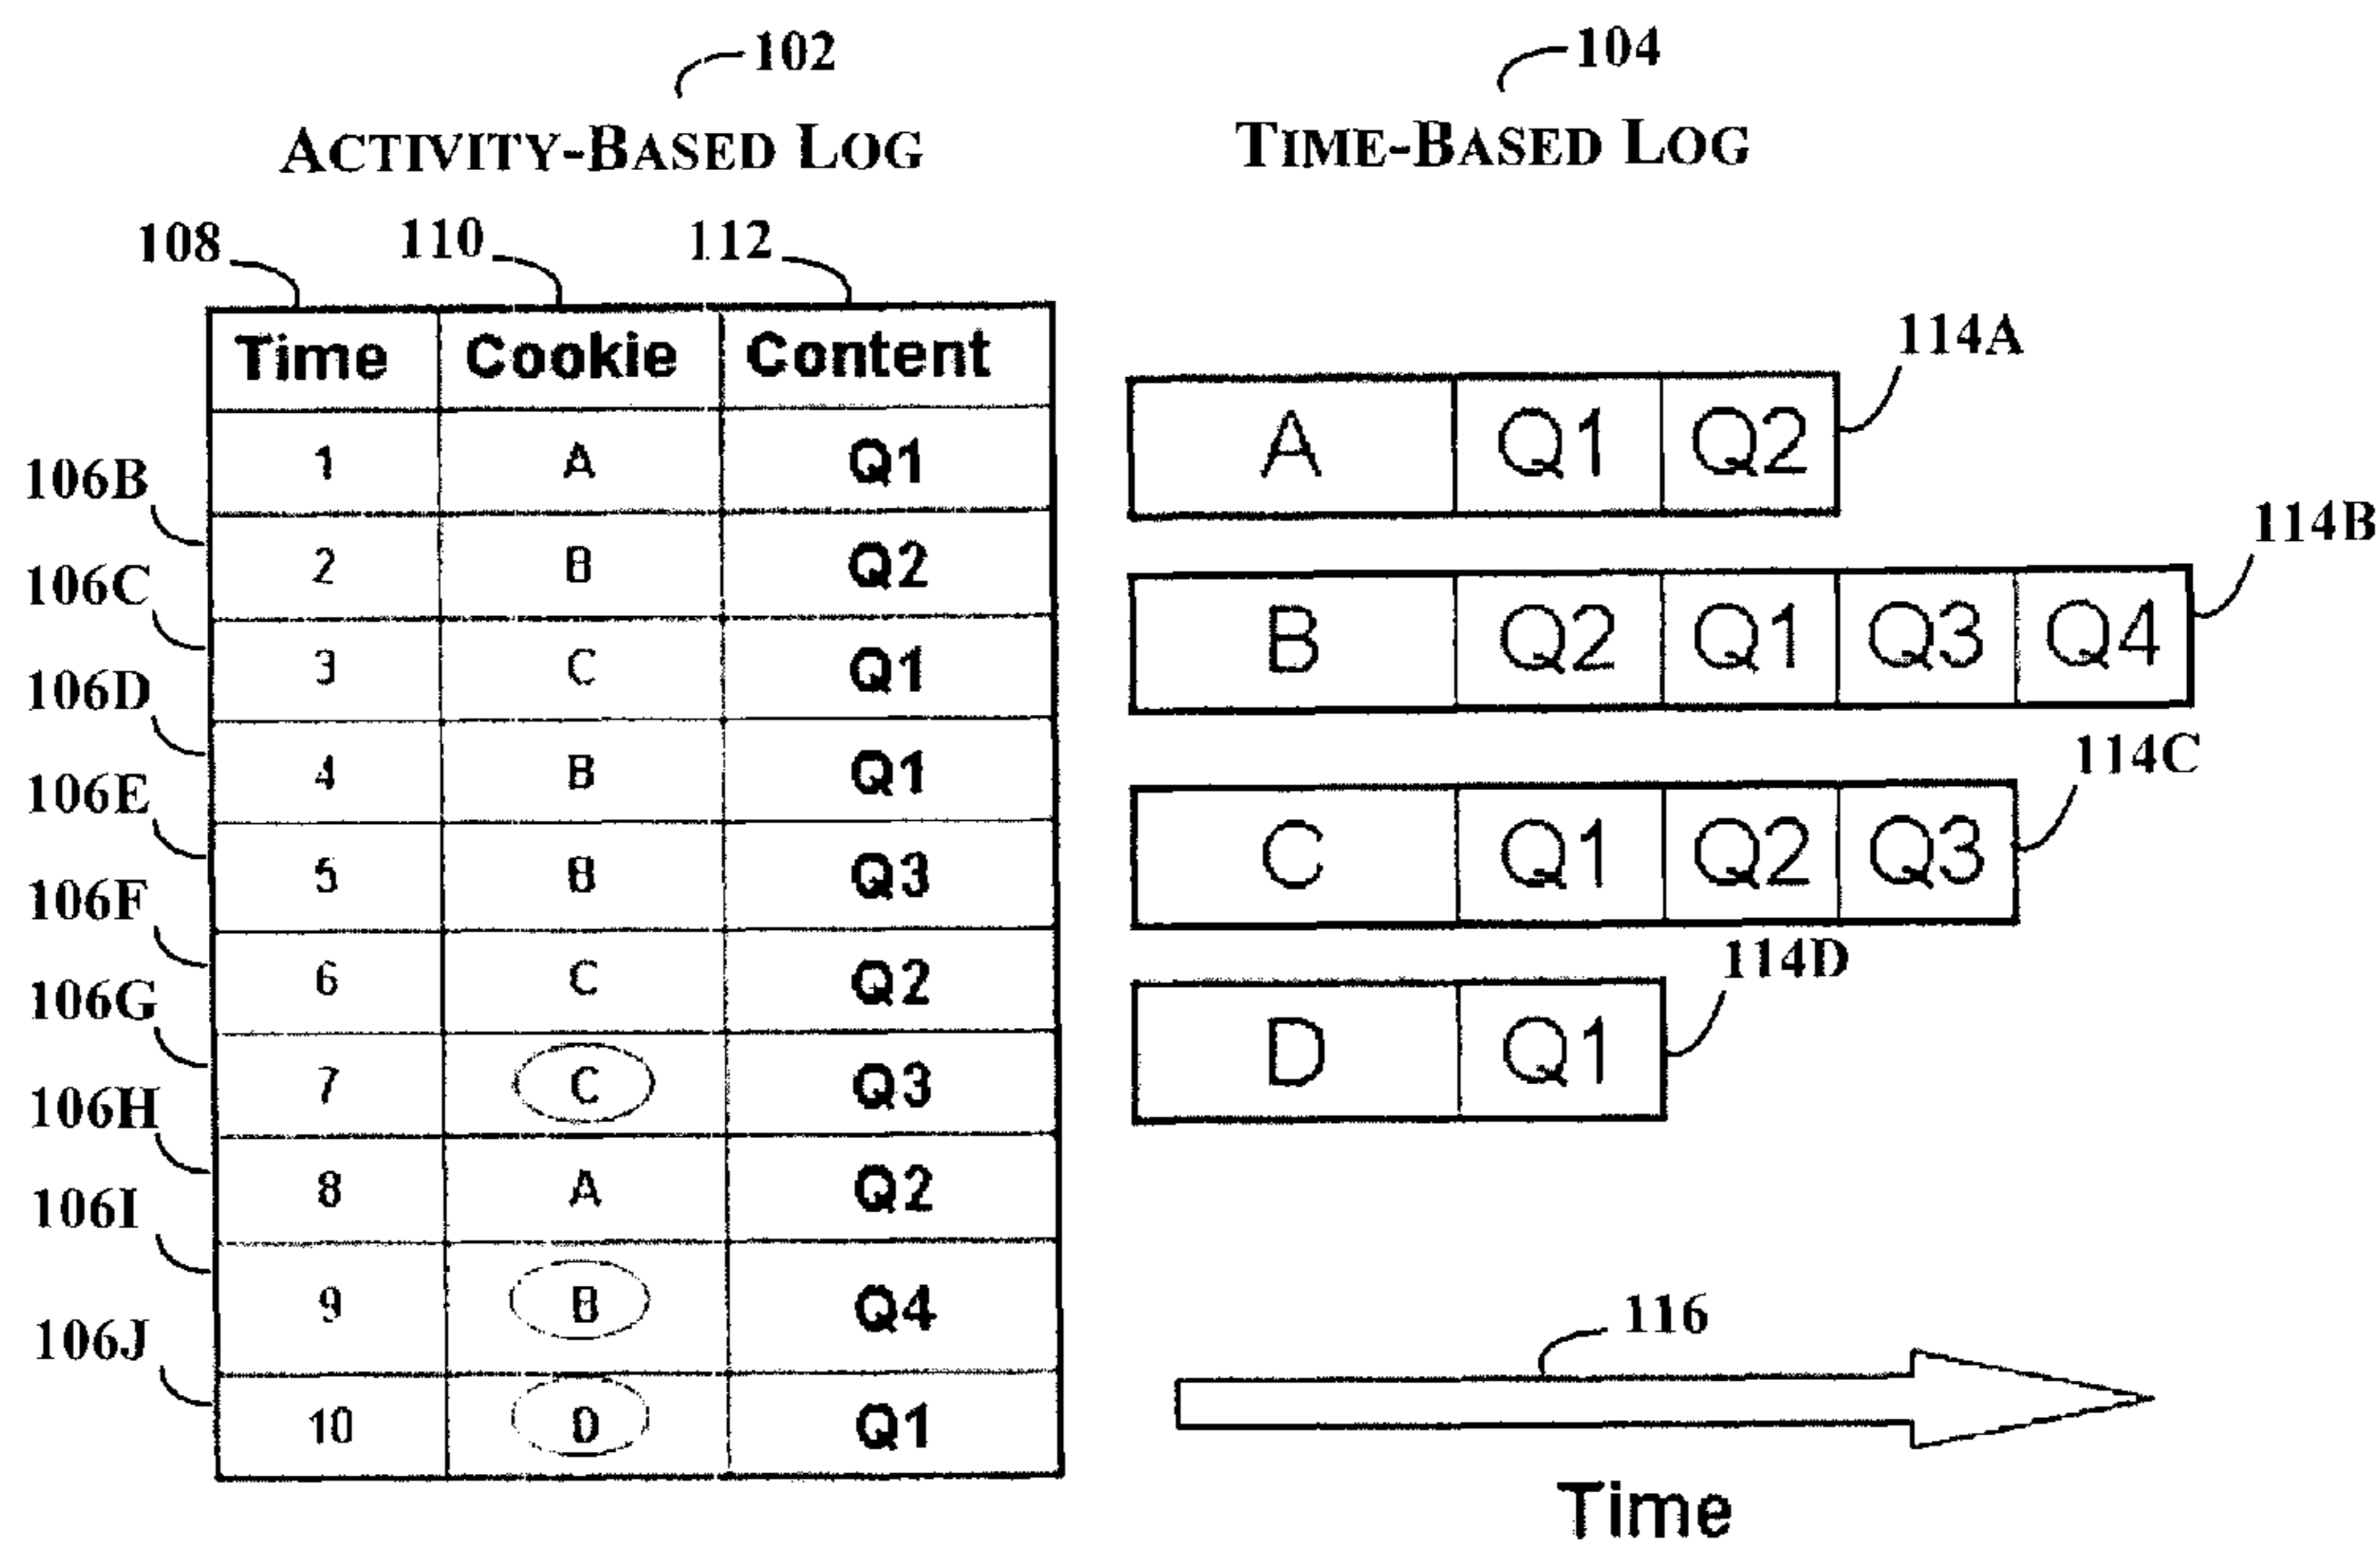 102
104
ACTIVITY-BASED LOG
TIME-BASED LOG
108
110
112
Time Cookie Content
1 A Q1
106B
2 B Q2
106C
3 C Q1
106D
4 B Q1
106E
5 B Q3
106F
6 C Q2
106G
7 C Q3
106H
8 A Q2
106I
9 B Q4
106J
10 D Q1
114A
A Q1 Q2
114B
B Q2 Q1 Q3 Q4
114C
C Q1 Q2 Q3
114D
D Q1
116
Time